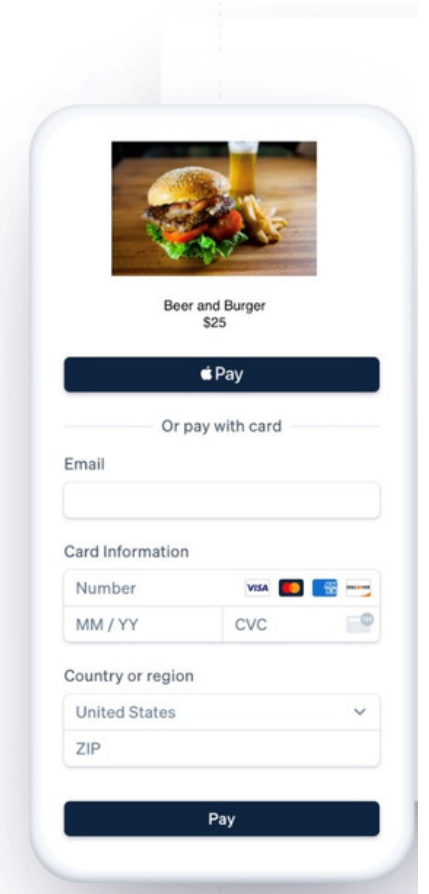 Beer and Burger
$25
Pay
Or pay with card
Email
Card Information
Number VISA
MM / YY CVC
Country or region
United States
ZIP
Pay